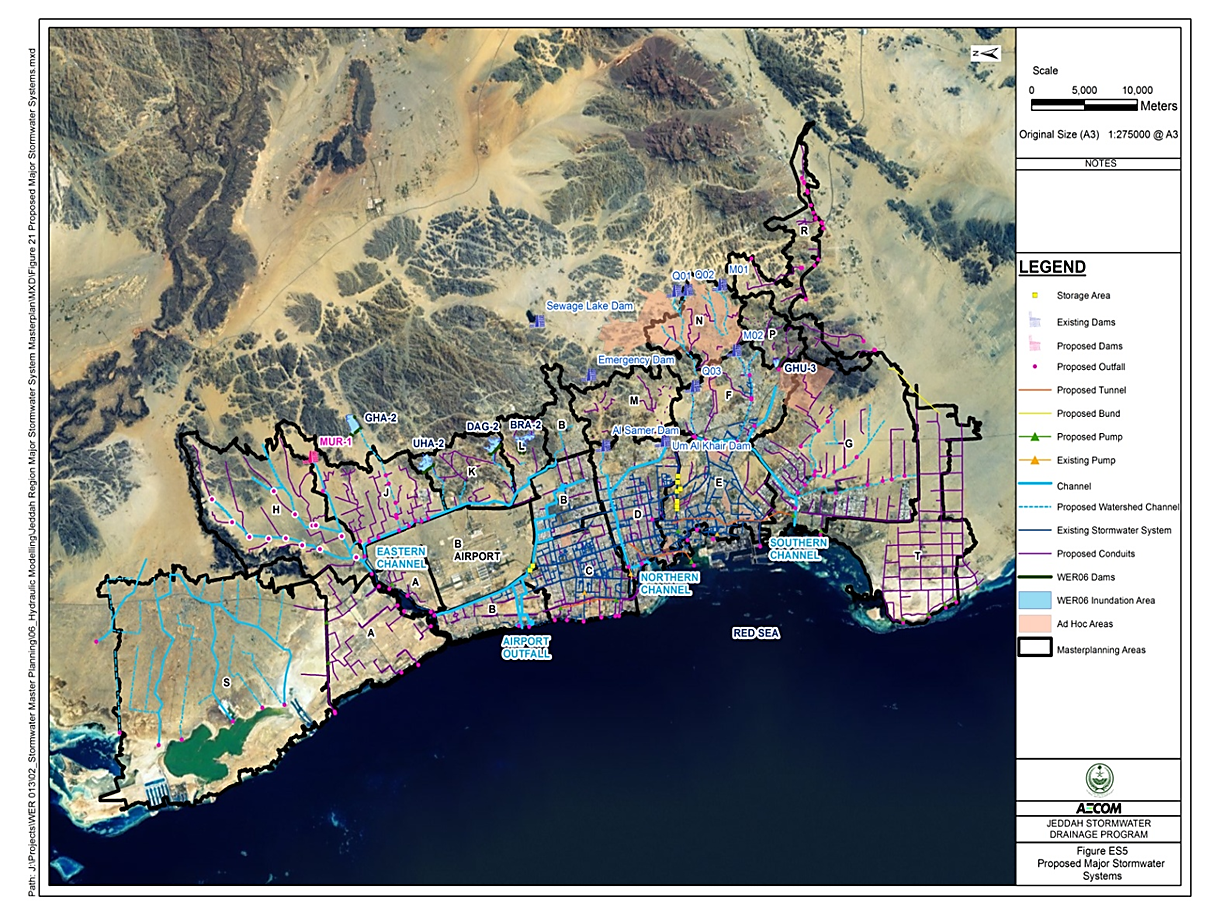 Path: J:\Projects\WER 013\02_Stormwater Master Planning\06_Hydraulic Modelling\Jeddah Region Major Stormwater System Masterplan\MXD\Figure 21 Proposed Major Stormwater Systems.mxd
N
Scale
0 5,000 10,000
Meters
Original Size (A3) 1:275000 @ A3
NOTES
LEGEND
Storage Area
Existing Dams
Proposed Dams
Proposed Outfall
Proposed Tunnel
Proposed Bund
Proposed Pump
Existing Pump
Channel
Proposed Watershed Channel
Existing Stormwater System
Proposed Conduits
WER06 Dams
WER06 Inundation Area
Ad Hoc Areas
Masterplanning Areas
AECOM
JEDDAH STORMWATER
DRAINAGE PROGRAM
Figure ES5
Proposed Major Stormwater
Systems
R
Q01 Q02 M01
Sewage Lake Dam
N
P
M02
Emergency Dam
Q03
GHU-3
M
F
GHA-2
MUR-1
UHA-2
DAG-2
BRA-2
B
L
Al Samer Dam
Um Al Khair Dam
G
K
J
H
B
E
D
B
AIRPORT
EASTERN
CHANNEL
SOUTHERN
CHANNEL
T
C
NORTHERN
CHANNEL
A
B
A
AIRPORT
OUTFALL
RED SEA
S